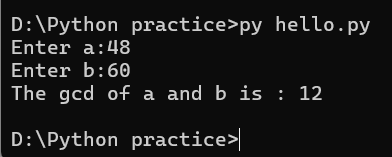 D:\Python practice>py hello.py
Enter a:48
Enter b:60
The gcd of a and b is : 12
D:\Python practice>